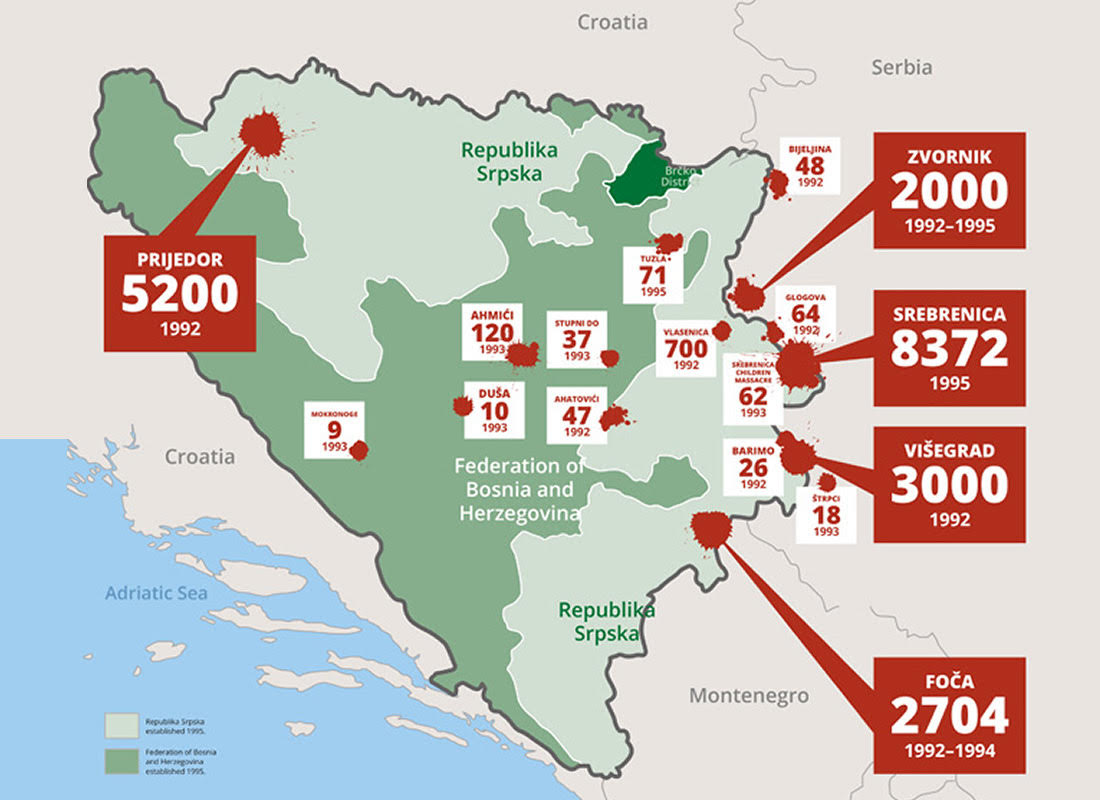 Croatia
Serbia
Republika
Srpska
Brčko
Distr
BIJELJINA
48
1992
ZVORNIK
2000
1992–1995
PRIJEDOR
5200
1992
TUZLA
71
1995
GLOGOVA
64
1992
AHMIĆI
120
1993
STUPNI DO
37
1993
VLASENICA
700
1992
SREBRENICA
8372
1995
SREBRENICA
CHILDREN
MASSACRE
62
1993
MOKRONOGE
9
1993
DUŠA
10
1993
AHATOVIĆI
47
1992
Croatia
Federation of
Bosnia and
Herzegovina
BARIMO
26
1992
VIŠEGRAD
3000
1992
ŠTRPCI
18
1993
Adriatic Sea
Republika
Srpska
Montenegro
FOČA
2704
1992–1994
Republika Srpska
established 1995.
Federation of Bosnia
and Herzegovina
established 1995.